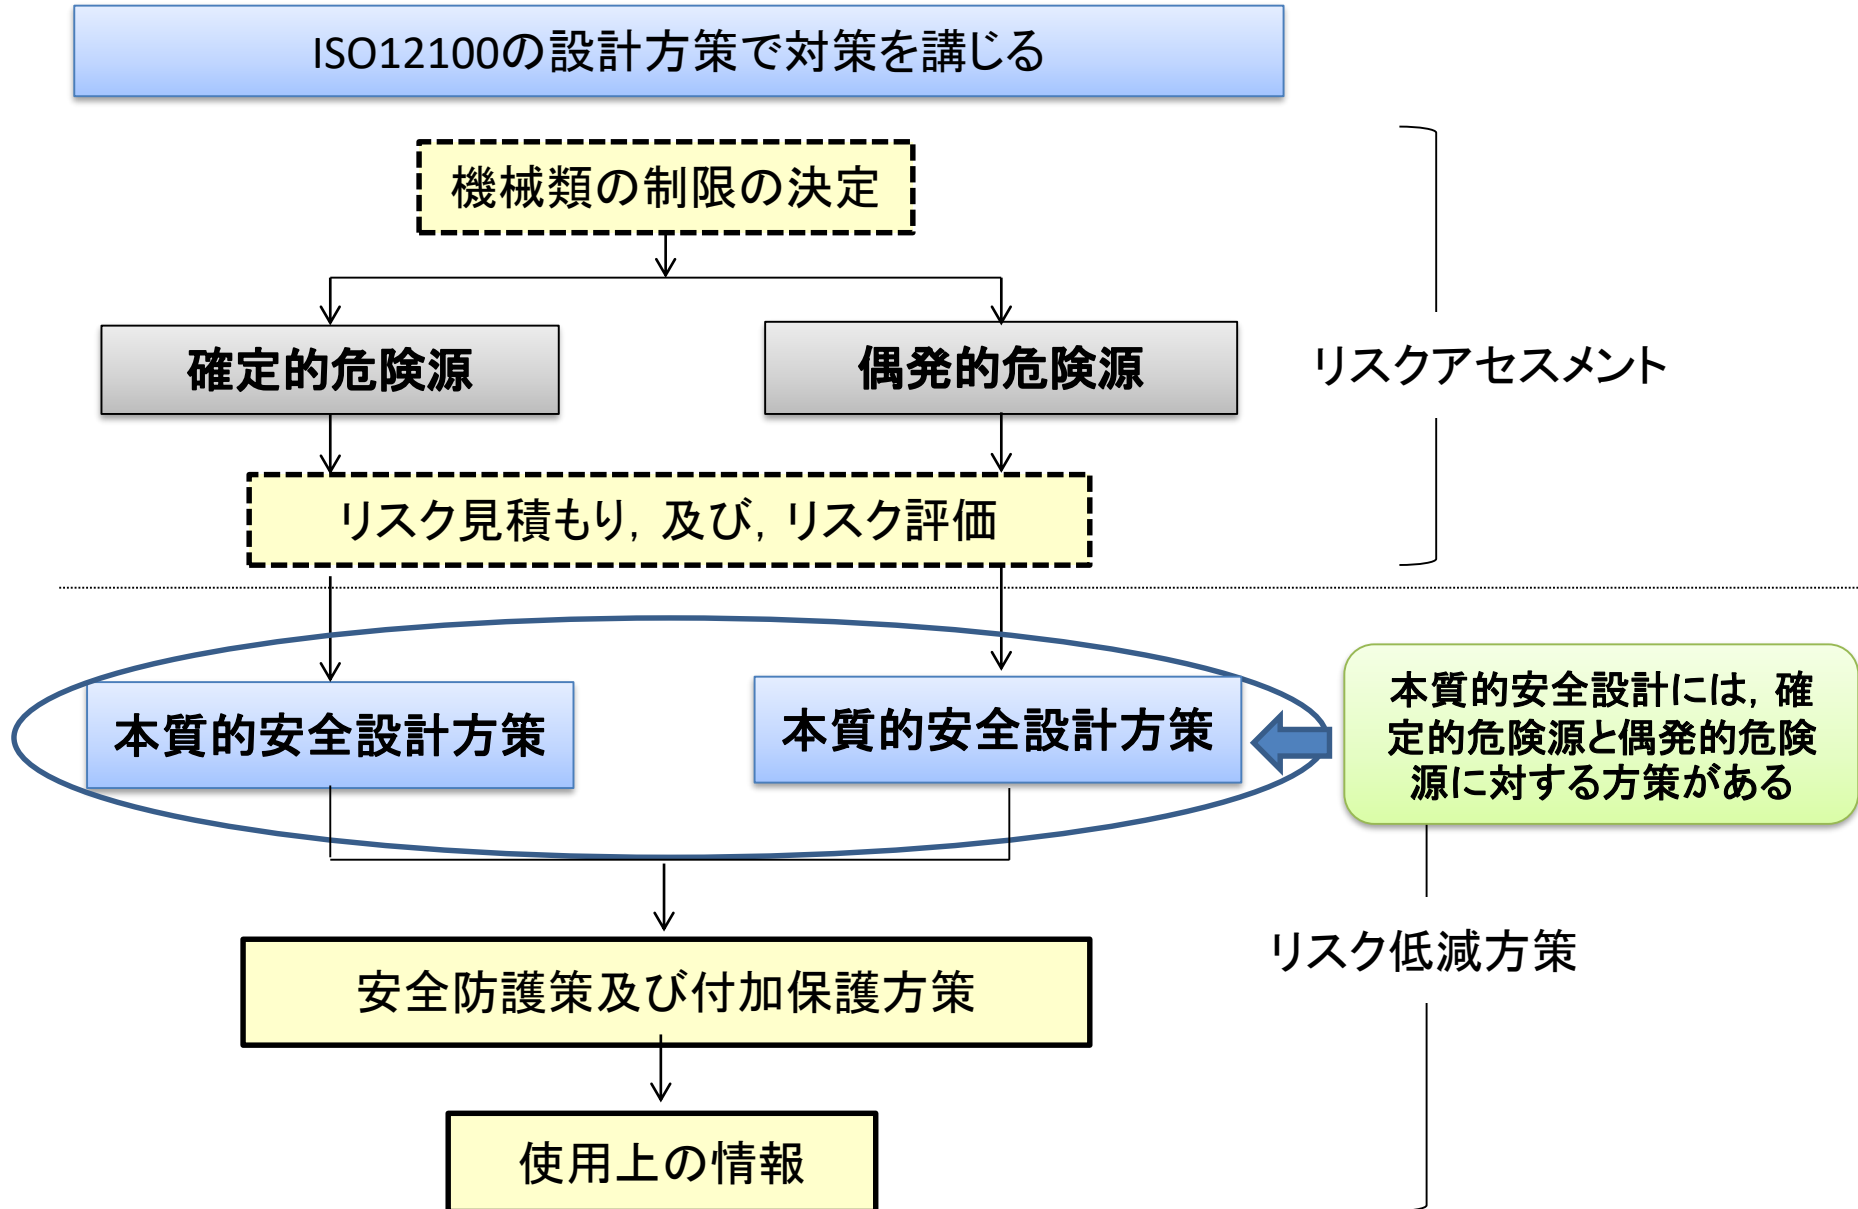 ISO12100の設計方策で対策を講じる
機械類の制限の決定
確定的危険源
偶発的危険源
リスクアセスメント
リスク見積もり，及び，リスク評価
本質的安全設計方策
本質的安全設計方策
本質的安全設計には，確
定的危険源と偶発的危険
源に対する方策がある
安全防護策及び付加保護方策
リスク低減方策
使用上の情報